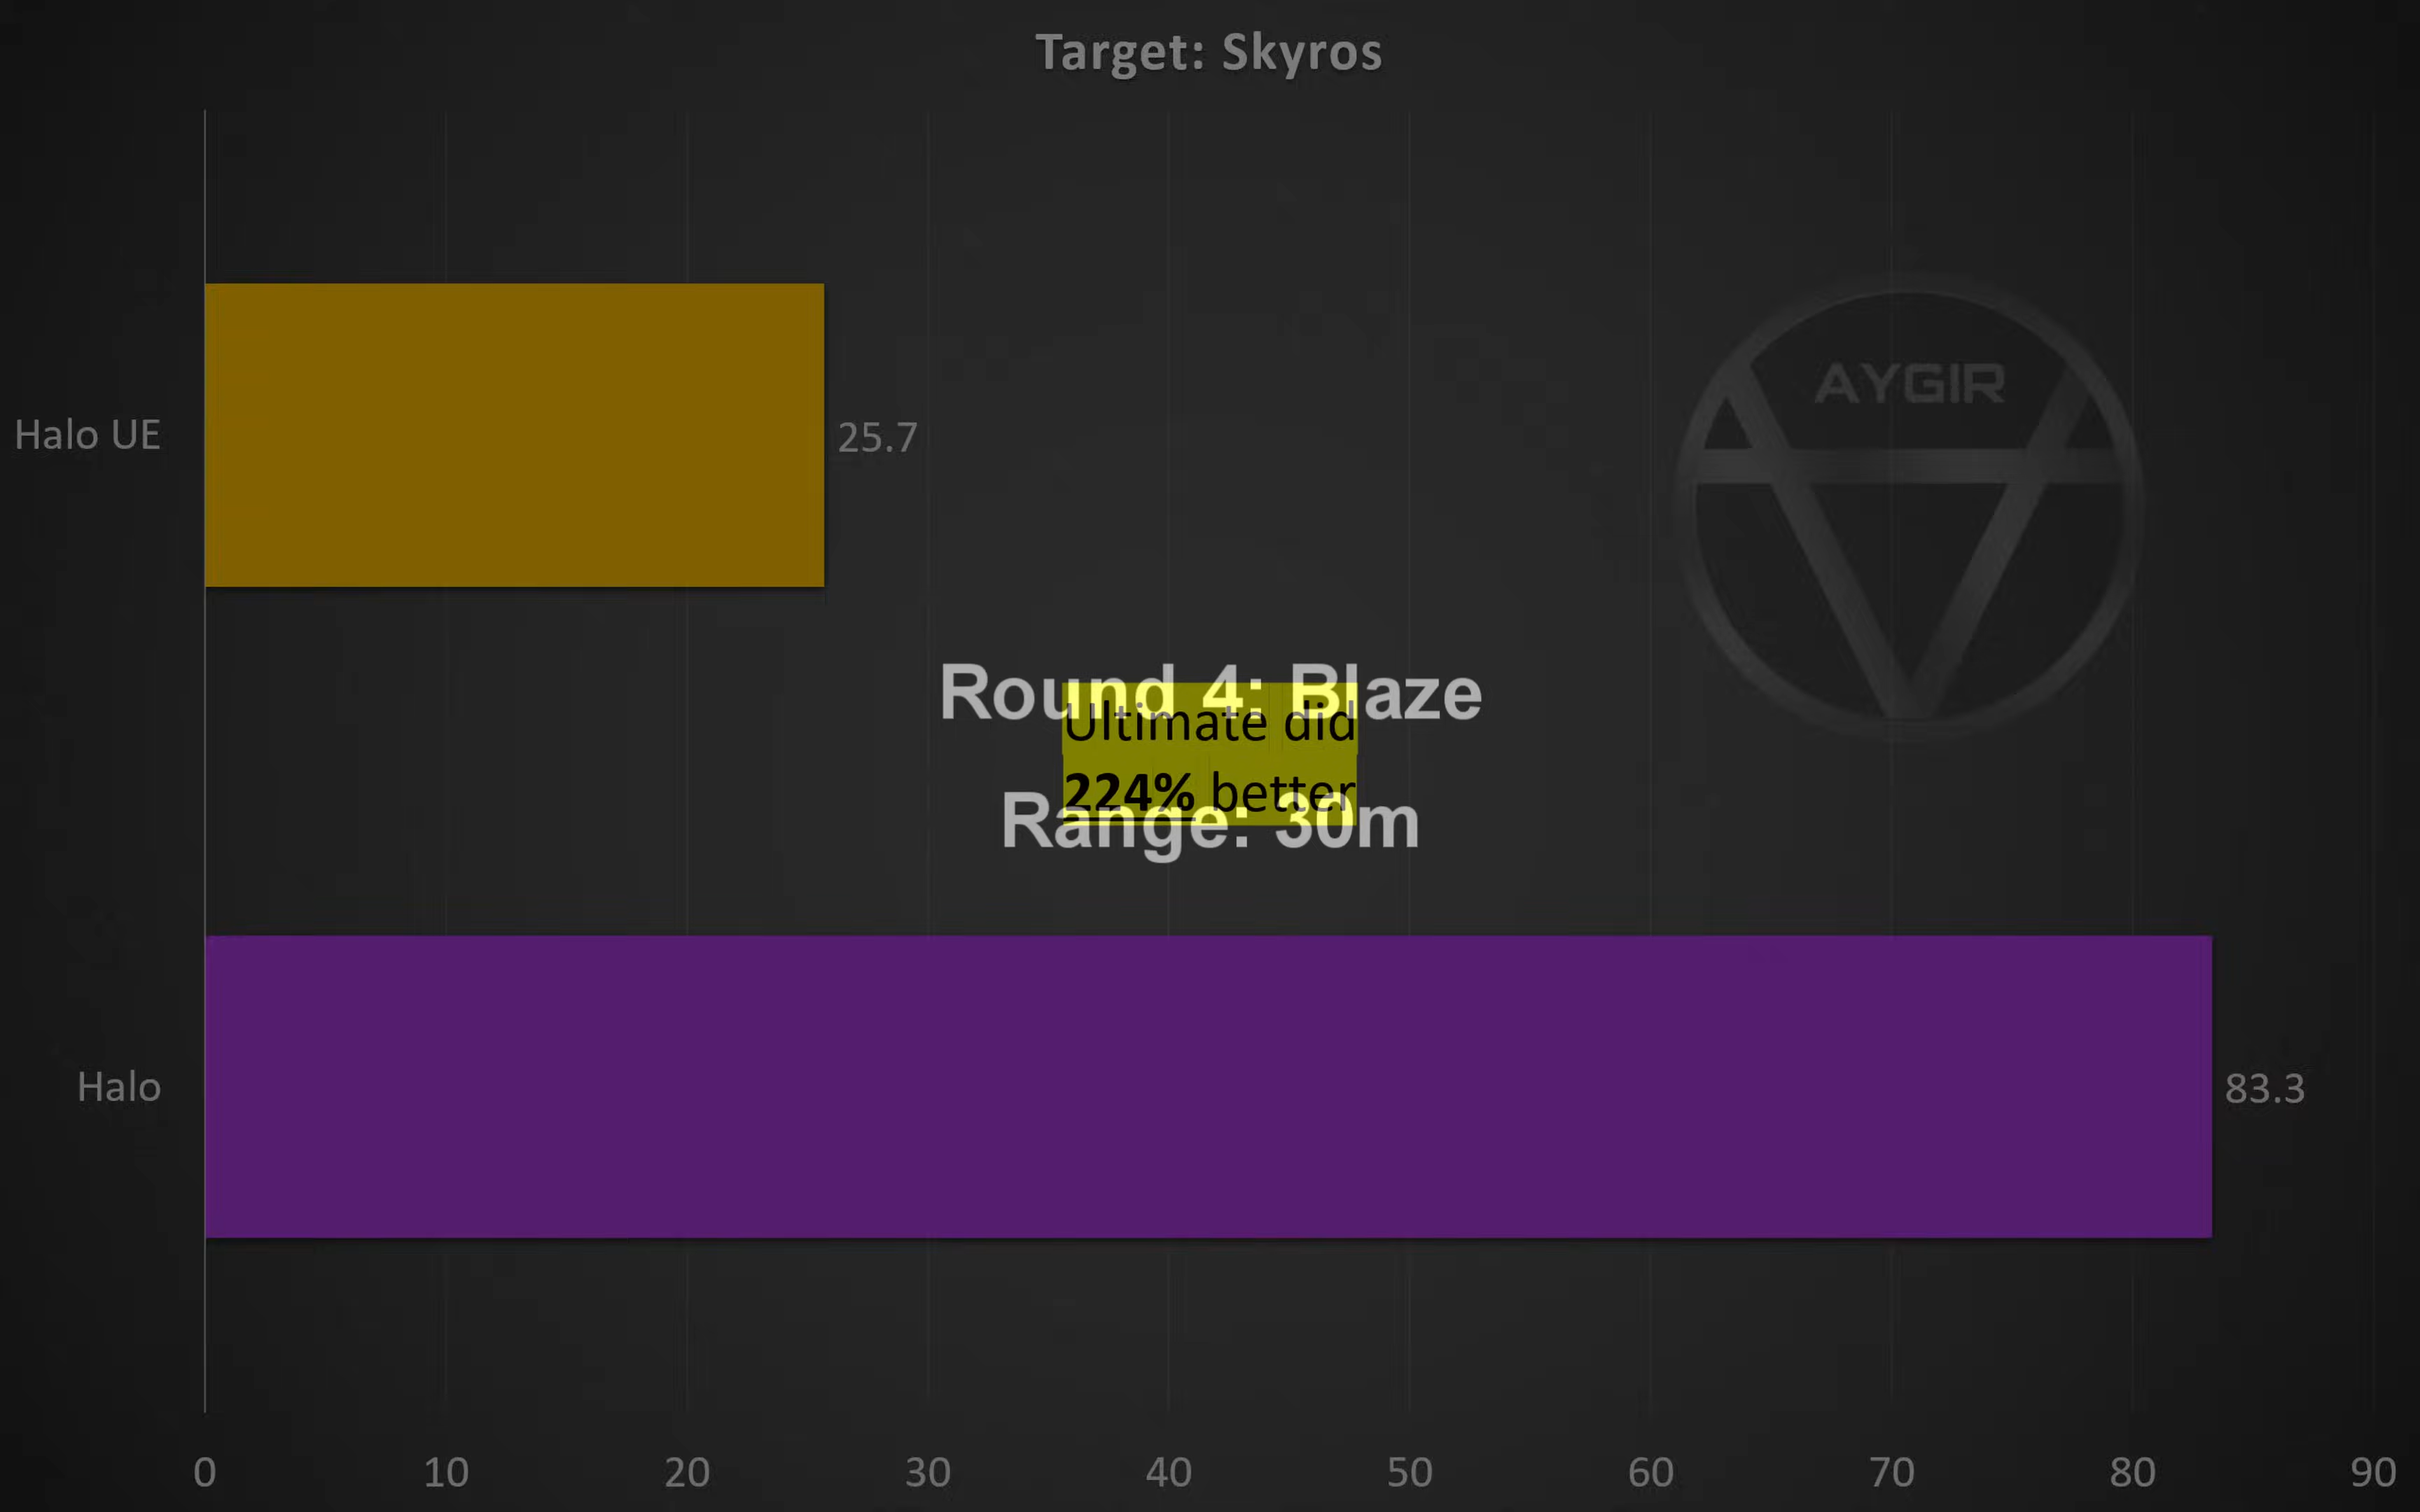 Target: Skyros
AYGIR
Halo UE
25.7
Round 4: Blaze
Ultimate did
224% better
Range: 30m
Halo
83.3
0 10 20 30 40 50 60 70 80 90